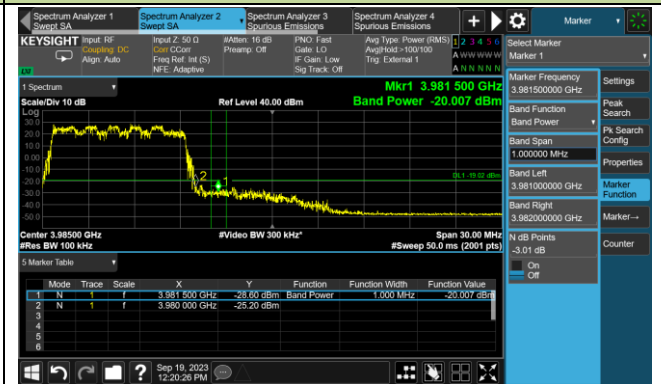 Spectrum Analyzer 1
Swept SA
Spectrum Analyzer 2
Swept SA
Spectrum Analyzer 3
Spurious Emissions
Spectrum Analyzer 4
Spurious Emissions
Marker
KEYSIGHT
Input: RF
Coupling: DC
Align: Auto
Input Z: 50 Ω
Corr CCorr
Freq Ref: Int (S)
NFE: Adaptive
#Atten: 16 dB
Preamp: Off
PNO: Fast
Gate: LO
IF Gain: Low
Sig Track: Off
Avg Type: Power (RMS)
Avg|Hold:>100/100
Trig: External 1
1 2 3 4 5 6
A W W W W W
A N N N N N
LXI
1 Spectrum
Scale/Div 10 dB
Ref Level 40.00 dBm
Mkr1 3.981 500 GHz
Band Power -20.007 dBm
Log
30.0
20.0
10.0
0.00
-10.0
-20.0
-30.0
-40.0
-50.0
2
1
DL1 -19.02 dBm
Center 3.98500 GHz
#Res BW 100 kHz
#Video BW 300 kHz*
Span 30.00 MHz
#Sweep 50.0 ms (2001 pts)
5 Marker Table
Mode Trace Scale X Y Function Function Width Function Value
1 N 1 f 3.981 500 GHz -28.60 dBm Band Power 1.000 MHz -20.007 dBm
2 N 1 f 3.980 000 GHz -25.20 dBm
3
4
5
6
Sep 19, 2023
12:20:26 PM
Select Marker
Marker 1
Marker Frequency
3.981500000 GHz
Band Function
Band Power
Band Span
1.000000 MHz
Band Left
3.981000000 GHz
Band Right
3.982000000 GHz
N dB Points
-3.01 dB
On
Off
Settings
Peak
Search
Pk Search
Config
Properties
Marker
Function
Marker→
Counter